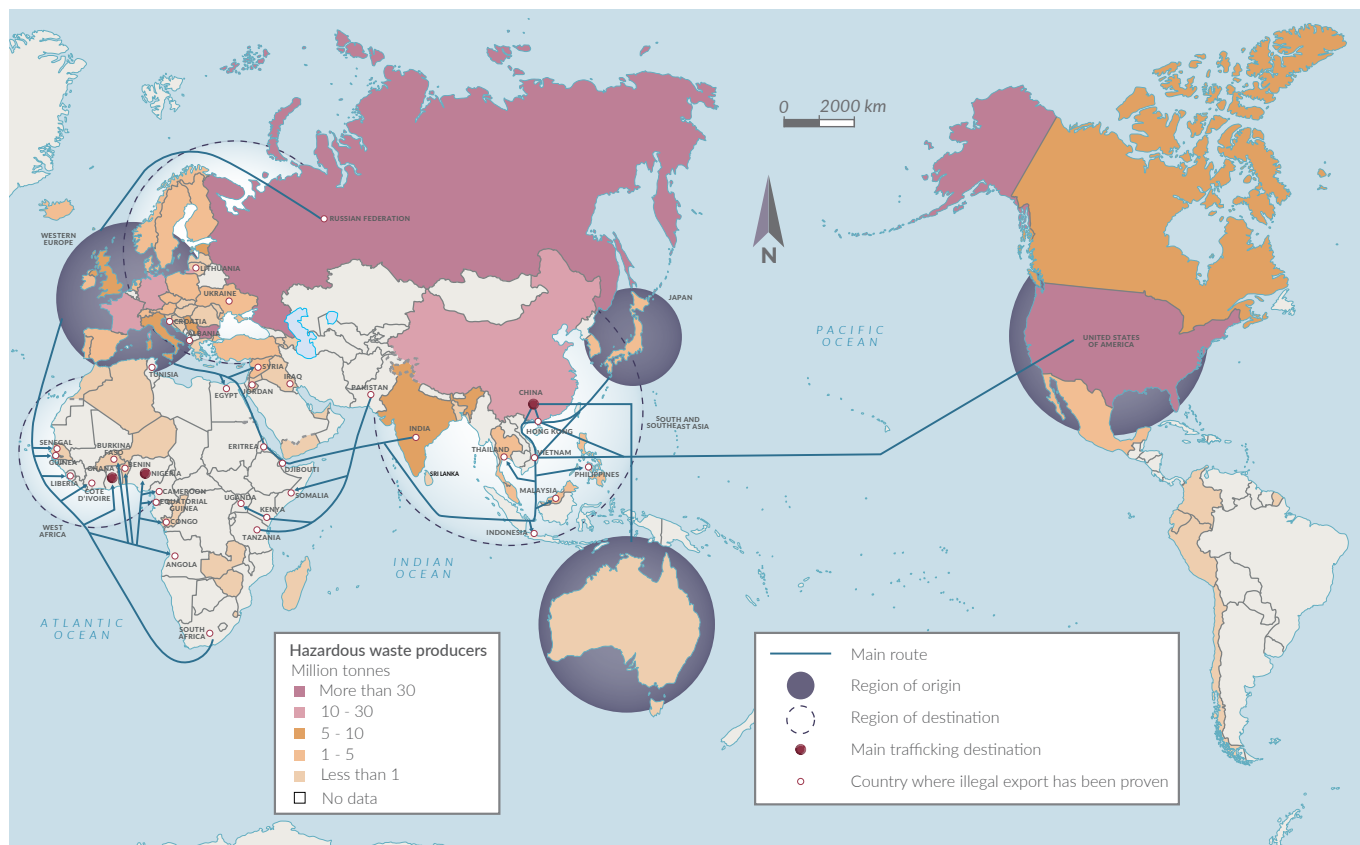 0 2000 km
N
RUSSIAN FEDERATION
WESTERN
EUROPE
LITHUANIA
UKRAINE
CROATIA
ALBANIA
JAPAN
PACIFIC
OCEAN
UNITED STATES
OF AMERICA
TUNISIA
SYRIA
IRAQ
JORDAN
EGYPT
PAKISTAN
CHINA
HONG KONG
SOUTH AND
SOUTHEAST ASIA
INDIA
SRI LANKA
THAILAND
VIETNAM
PHILIPPINES
MALAYSIA
INDONESIA
SENEGAL
GUINEA
LIBERIA
BURKINA
FASO
GHANA
BENIN
NIGERIA
COTE
D'IVOIRE
CAMEROON
EQUATORIAL
GUINEA
CONGO
ERITREA
DJIBOUTI
SOMALIA
UGANDA
KENYA
TANZANIA
WEST
AFRICA
ANGOLA
INDIAN
OCEAN
ATLANTIC
OCEAN
SOUTH
AFRICA
Hazardous waste producers
Million tonnes
More than 30
10 - 30
5 - 10
1 - 5
Less than 1
No data
Main route
Region of origin
Region of destination
Main trafficking destination
Country where illegal export has been proven